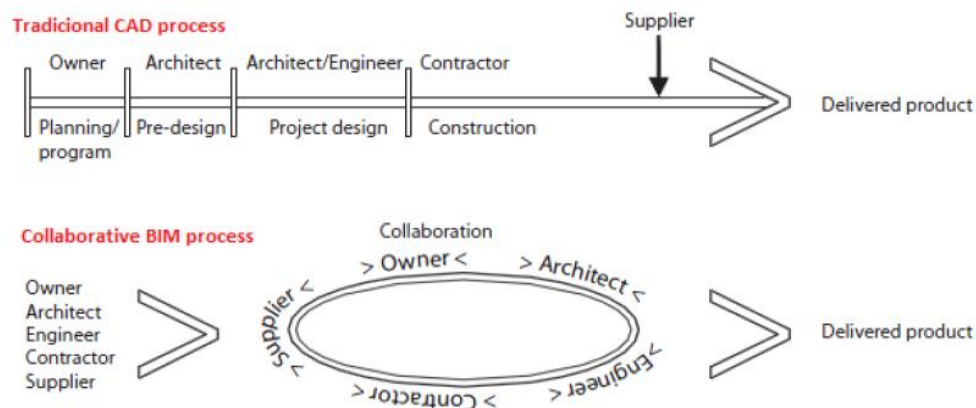 Tradicional CAD process
Supplier
Owner Architect Architect/Engineer Contractor
Planning/ Pre-design Project design Construction
program
Delivered product
Collaborative BIM process
Owner
Architect
Engineer
Contractor
Supplier
Collaboration
> Owner <
> Architect <
> Engineer <
> Contractor <
> Supplier <
Delivered product